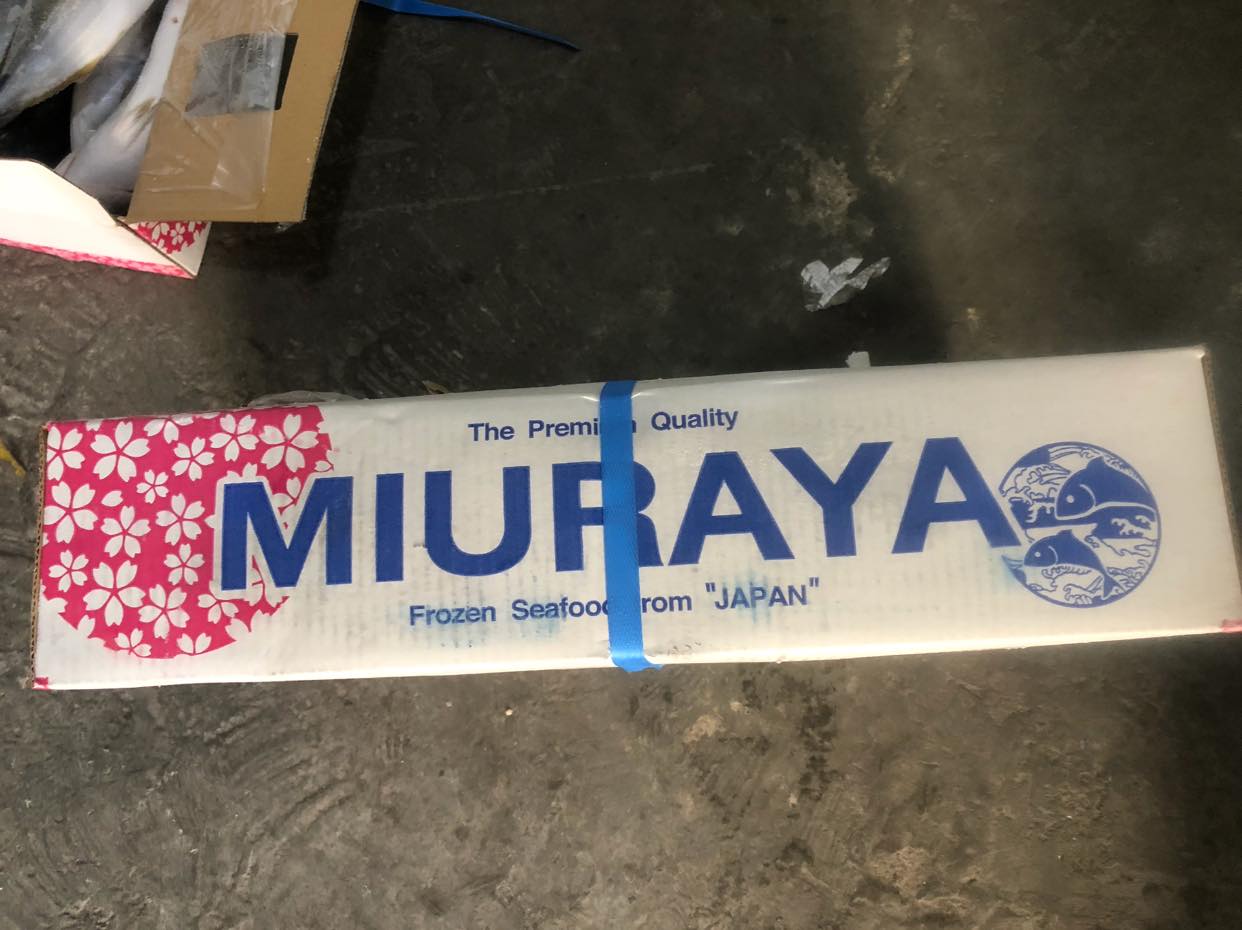 The Premium Quality
MIURAYA
Frozen Seafood from "JAPAN"